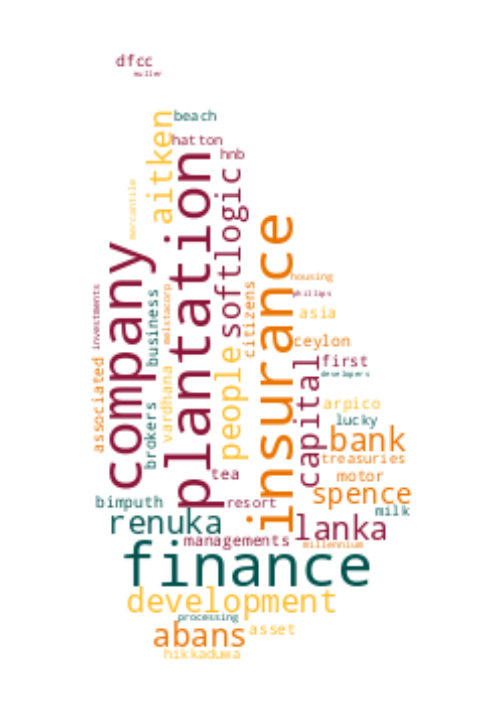 dfcc
muller
beach
aitken
hatton
hnb
mercantile
plantation
softlogic
company
insurance
housing
phillips
investments
business
melstacorp
citizens
asia
ceylon
people
associated
vardhana
first
capital
developers
brokers
arpico
lucky
bank
treasuries
tea
motor
spence
bimputh
resort
milk
renuka
lanka
managements
millennium
finance
development
processing
abans
asset
hikkaduwa